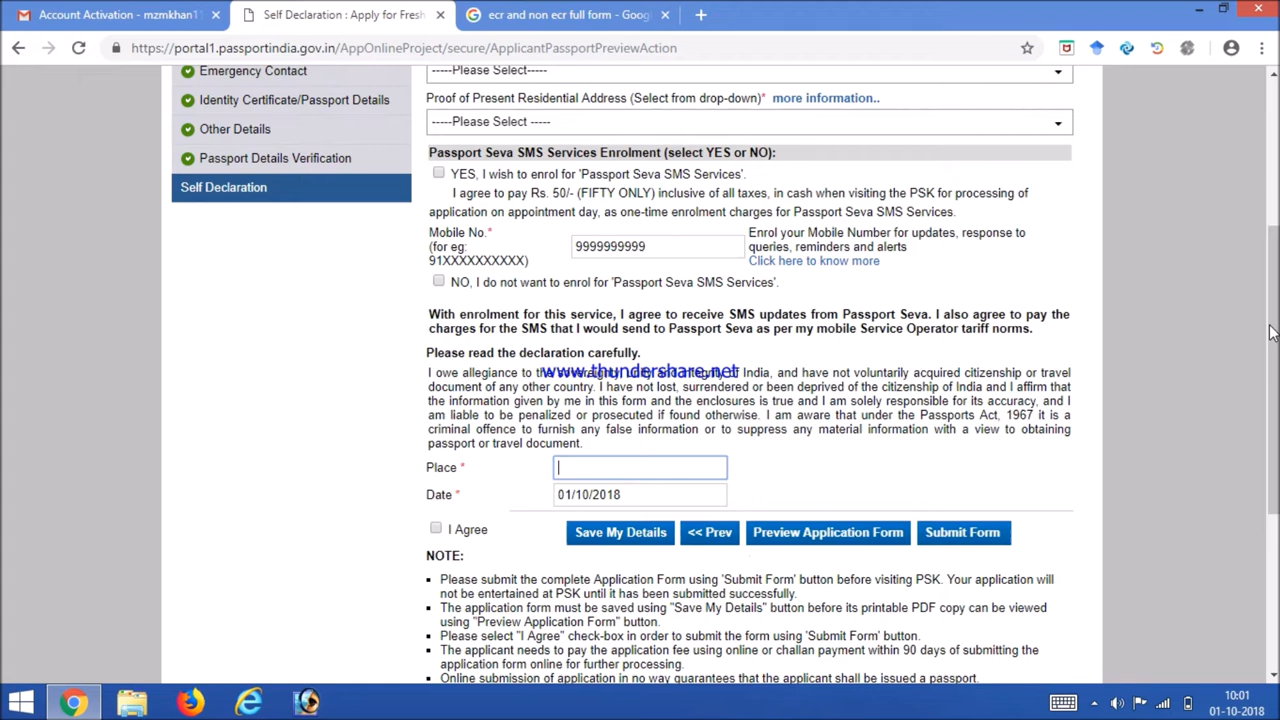 Account Activation - mzmkhan1
Self Declaration : Apply for Fresh
ecr and non ecr full form - Goog
https://portal1.passportindia.gov.in/AppOnlineProject/secure/ApplicantPassportPreviewAction
Emergency Contact
Identity Certificate/Passport Details
Other Details
Passport Details Verification
Self Declaration
-----Please Select-----
Proof of Present Residential Address (Select from drop-down)* more information..
-----Please Select -----
Passport Seva SMS Services Enrolment (select YES or NO):
YES, I wish to enrol for 'Passport Seva SMS Services'.
I agree to pay Rs. 50/- (FIFTY ONLY) inclusive of all taxes, in cash when visiting the PSK for processing of
application on appointment day, as one-time enrolment charges for Passport Seva SMS Services.
Mobile No.*
(for eg:
91XXXXXXXXXX)
9999999999
Enrol your Mobile Number for updates, response to
queries, reminders and alerts
Click here to know more
NO, I do not want to enrol for 'Passport Seva SMS Services'.
With enrolment for this service, I agree to receive SMS updates from Passport Seva. I also agree to pay the
charges for the SMS that I would send to Passport Seva as per my mobile Service Operator tariff norms.
Please read the declaration carefully.
www.thundershare.net
I owe allegiance to the sovereignty, unity and integrity of India, and have not voluntarily acquired citizenship or travel
document of any other country. I have not lost, surrendered or been deprived of the citizenship of India and I affirm that
the information given by me in this form and the enclosures is true and I am solely responsible for its accuracy, and I
am liable to be penalized or prosecuted if found otherwise. I am aware that under the Passports Act, 1967 it is a
criminal offence to furnish any false information or to suppress any material information with a view to obtaining
passport or travel document.
Place *
Date * 01/10/2018
I Agree
Save My Details
<< Prev
Preview Application Form
Submit Form
NOTE:
Please submit the complete Application Form using 'Submit Form' button before visiting PSK. Your application will
not be entertained at PSK until it has been submitted successfully.
The application form must be saved using "Save My Details" button before its printable PDF copy can be viewed
using "Preview Application Form" button.
Please select "I Agree" check-box in order to submit the form using 'Submit Form' button.
The applicant needs to pay the application fee using online or challan payment within 90 days of submitting the
application form online for further processing.
Online submission of application in no way guarantees that the applicant shall be issued a passport.
10:01
01-10-2018